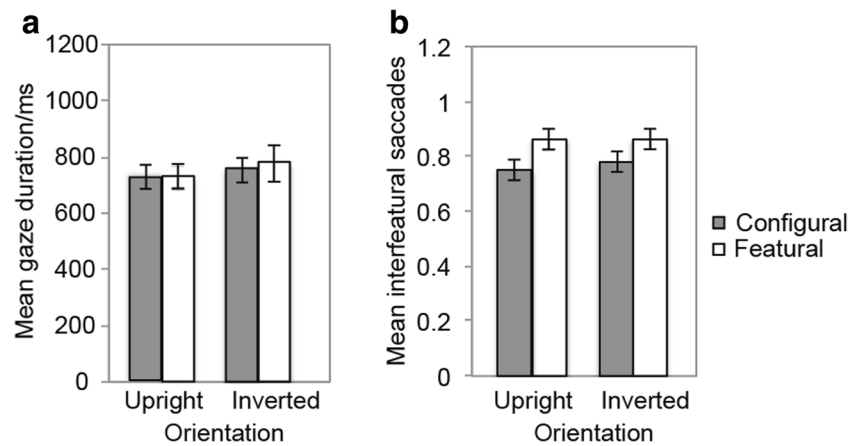 a
Mean gaze duration/ms
1200
1000
800
600
400
200
0
Upright Inverted
Orientation
b
Mean interfeatural saccades
1.2
1
0.8
0.6
0.4
0.2
0
Upright Inverted
Orientation
Configural
Featural